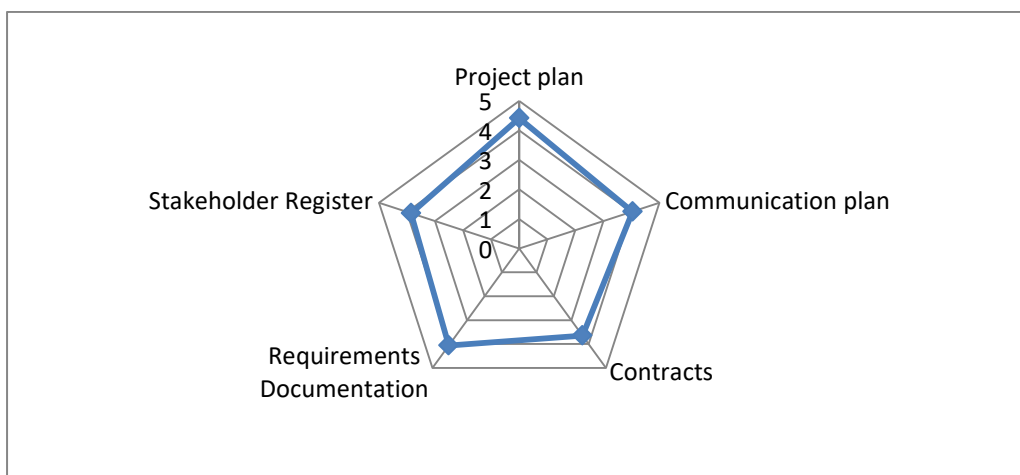 Project plan
5
4
3
2
1
0
Stakeholder Register
Communication plan
Requirements
Documentation
Contracts